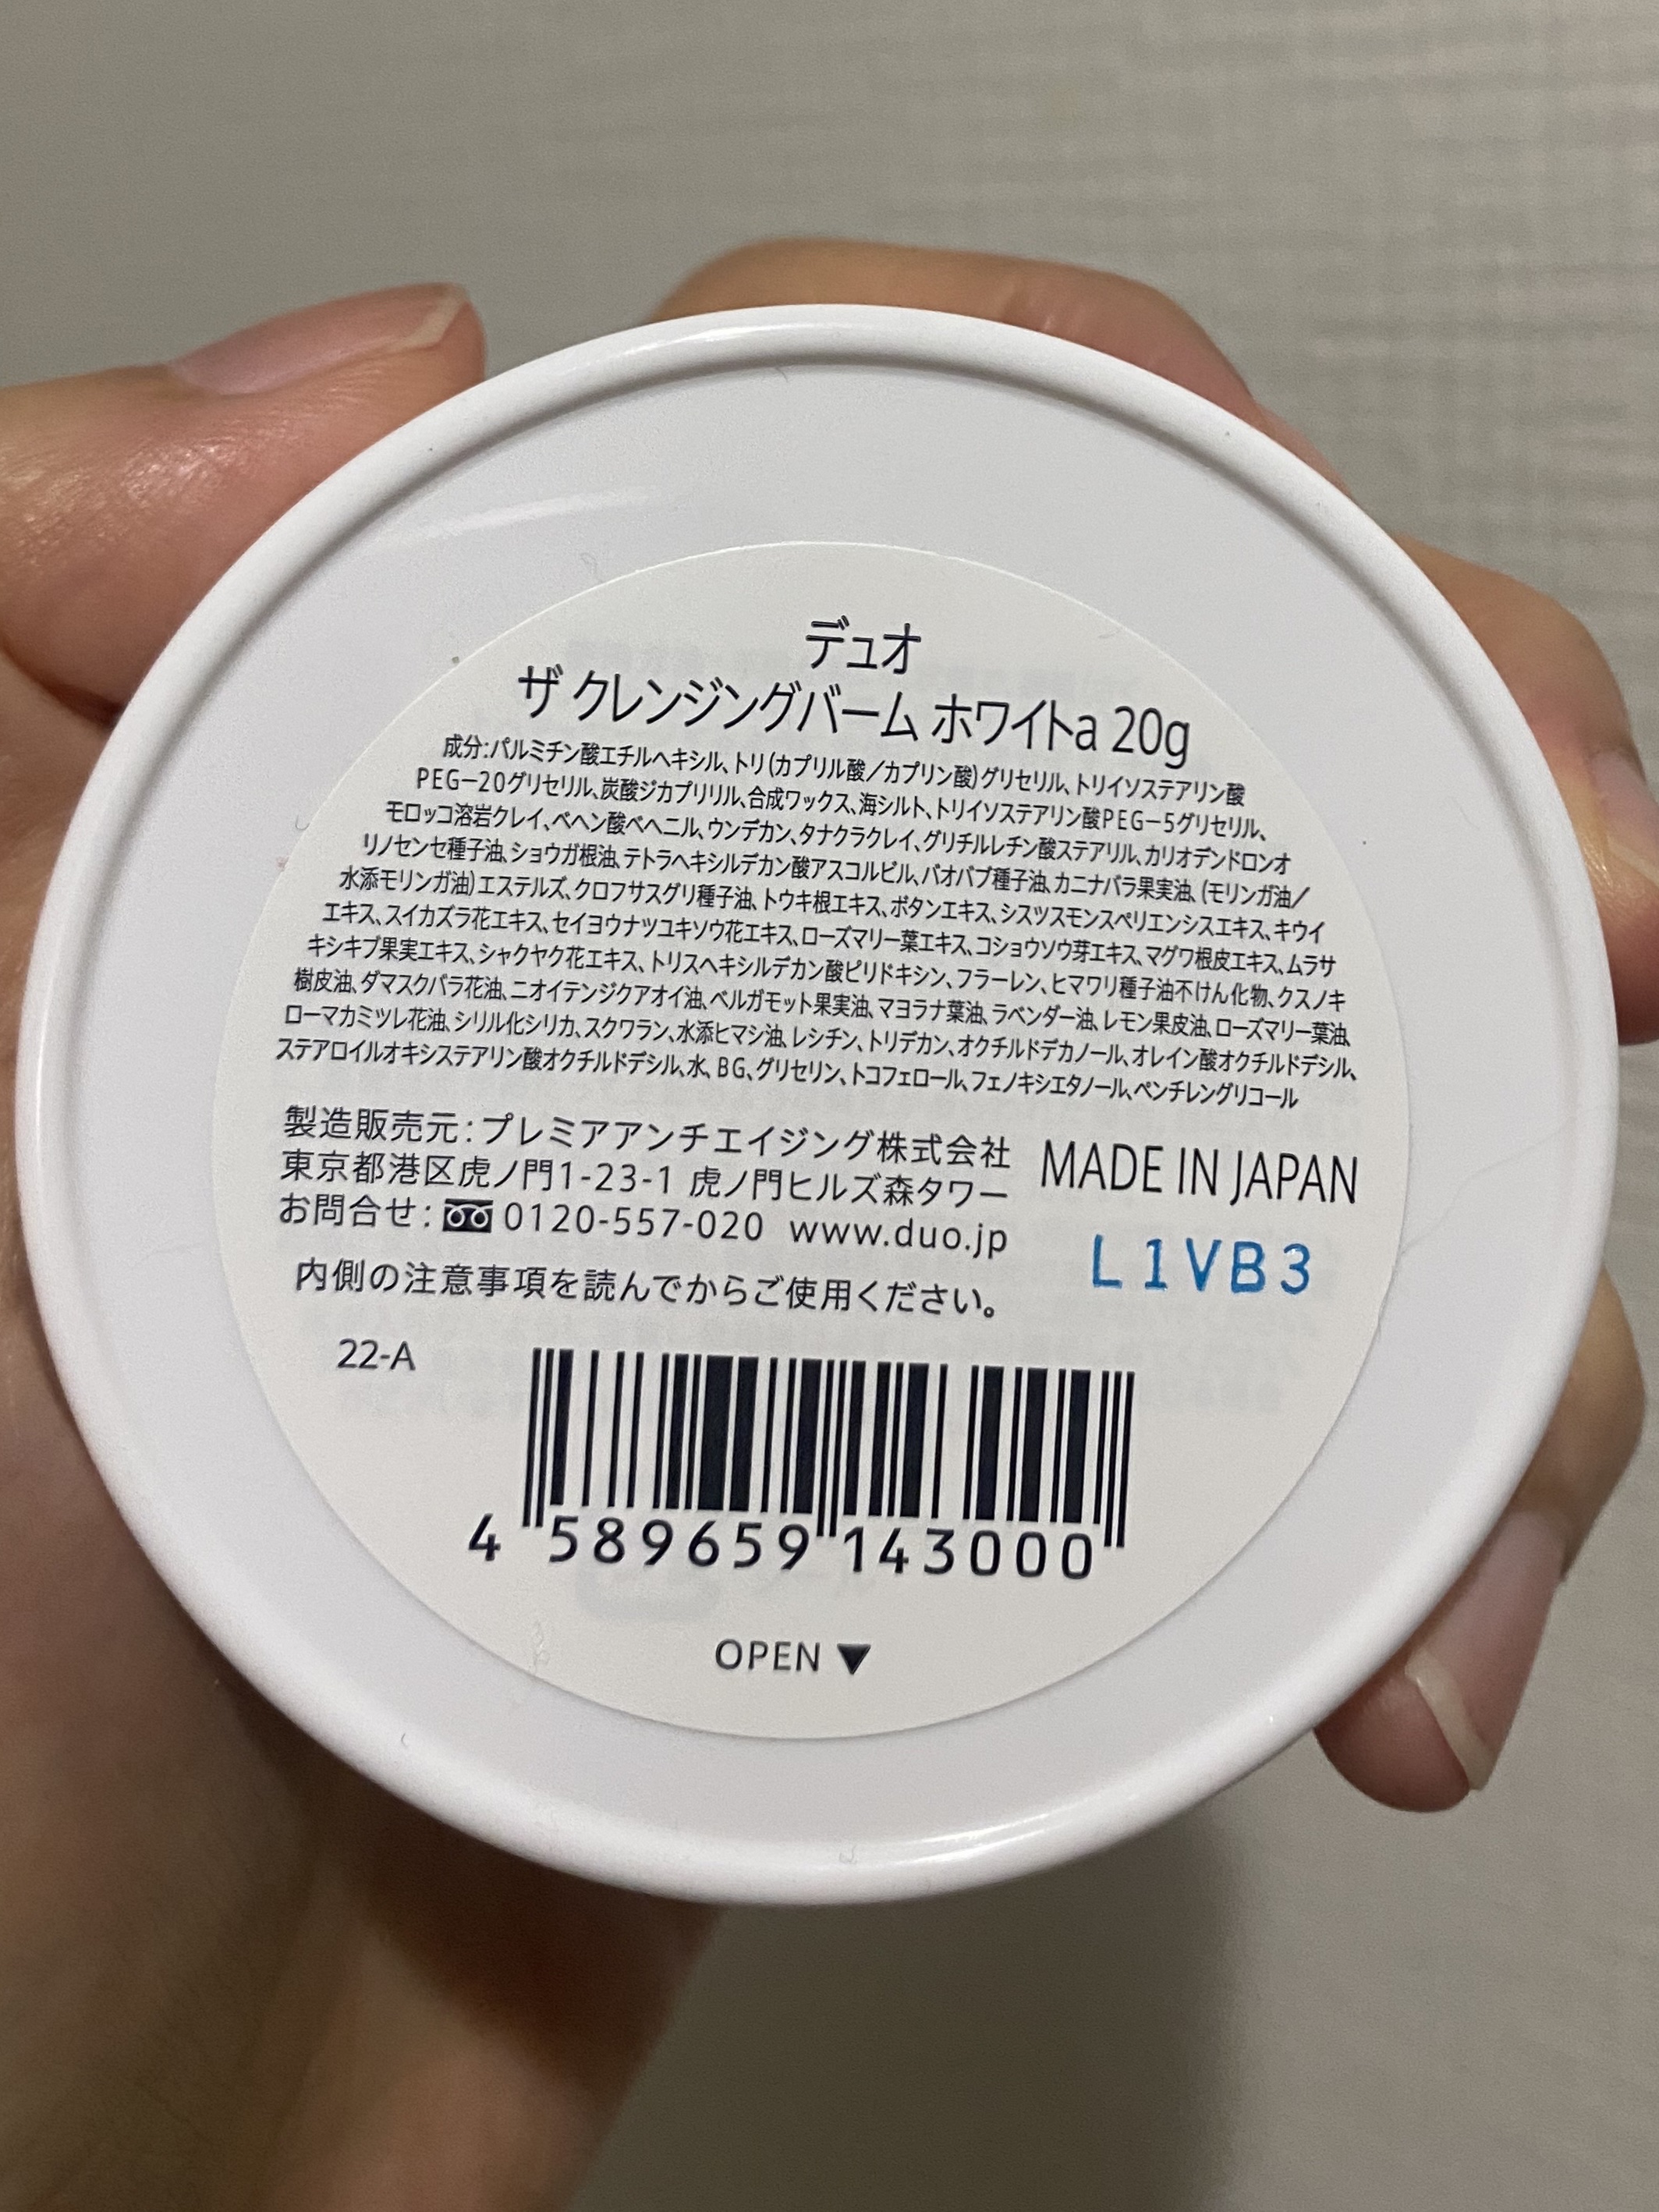 デュオ
ザ クレンジングバーム ホワイトa 20g
成分:パルミチン酸エチルヘキシル、トリ(カプリル酸/カプリン酸)グリセリル、トリイソステアリン酸
PEG-20グリセリル、炭酸ジカプリリル、合成ワックス、海シルト、トリイソステアリン酸PEG-5グリセリル、
モロッコ溶岩クレイ、ベヘン酸ベヘニル、ウンデカン、タナクラクレイ、グリチルレチン酸ステアリル、カリオデンドロンオ
リノセンセ種子油、ショウガ根油、テトラヘキシルデカン酸アスコルビル、バオバブ種子油、カニナバラ果実油、(モリンガ油/
水添モリンガ油)エステルズ、クロフサスグリ種子油、トウキ根エキス、ボタンエキス、シスツスモンスペリエンシスエキス、キウイ
エキス、スイカズラ花エキス、セイヨウナツユキソウ花エキス、ローズマリー葉エキス、コショウソウ芽エキス、マグワ根皮エキス、ムラサ
キシキブ果実エキス、シャクヤク花エキス、トリスヘキシルデカン酸ピリドキシン、フラーレン、ヒマワリ種子油不けん化物、クスノキ
樹皮油、ダマスクバラ花油、ニオイテンジクアオイ油、ベルガモット果実油、マヨラナ葉油、ラベンダー油、レモン果皮油、ローズマリー葉油、
ローマカミツレ花油、シリル化シリカ、スクワラン、水添ヒマシ油、レシチン、トリデカン、オクチルドデカノール、オレイン酸オクチルドデシル、
ステアロイルオキシステアリン酸オクチルドデシル、水、BG、グリセリン、トコフェロール、フェノキシエタノール、ペンチレングリコール
製造販売元:プレミアアンチエイジング株式会社
東京都港区虎ノ門1-23-1 虎ノ門ヒルズ森タワー
お問合せ: 0120-557-020 www.duo.jp
MADE IN JAPAN
L1VB3
内側の注意事項を読んでからご使用ください。
22-A
4 589659 143000
OPEN ▼